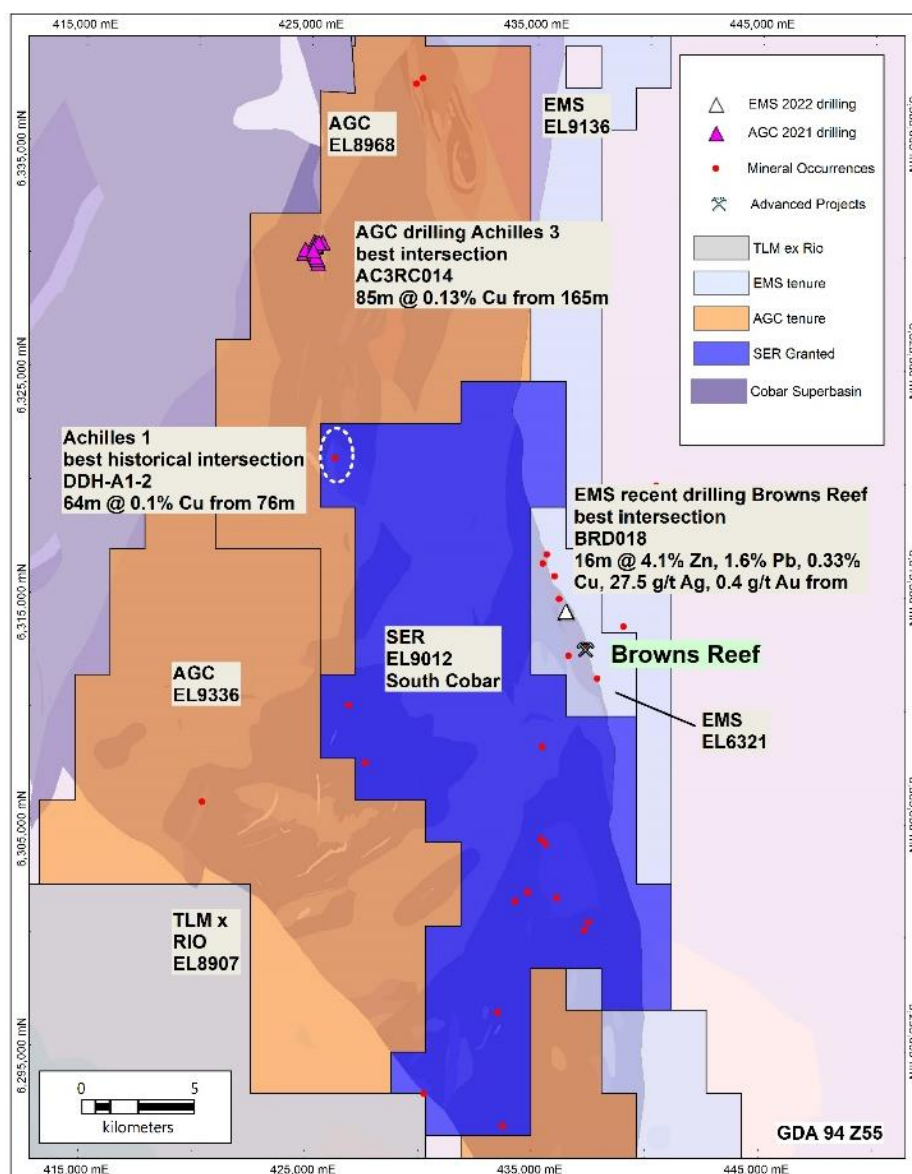 415,000 mE
425,000 mE
435,000 mE
445,000 mE
6,335,000 mN
6,325,000 mN
6,315,000 mN
6,305,000 mN
6,295,000 mN
AGC
EL8968
EMS
EL9136
EMS 2022 drilling
AGC 2021 drilling
Mineral Occurrences
Advanced Projects
TLM ex Rio
EMS tenure
AGC tenure
SER Granted
Cobar Superbasin
AGC drilling Achilles 3
best intersection
AC3RC014
85m @ 0.13% Cu from 165m
Achilles 1
best historical intersection
DDH-A1-2
64m @ 0.1% Cu from 76m
EMS recent drilling Browns Reef
best intersection
BRD018
16m @ 4.1% Zn, 1.6% Pb, 0.33%
Cu, 27.5 g/t Ag, 0.4 g/t Au from
SER
EL9012
South Cobar
Browns Reef
AGC
EL9336
EMS
EL6321
TLM x
RIO
EL8907
0 5
kilometers
GDA 94 Z55
415,000 mE
425,000 mE
435,000 mE
445,000 mE